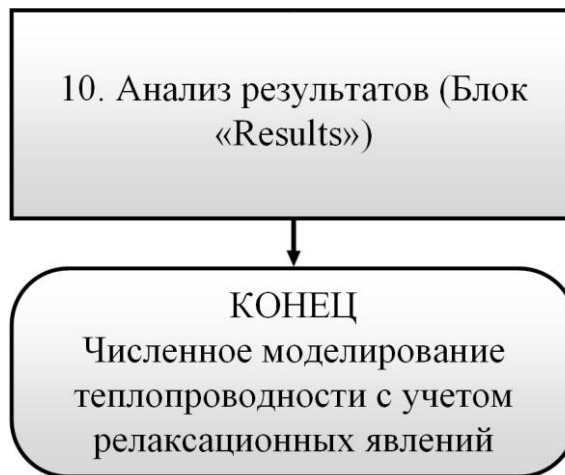 10. Анализ результатов (Блок
«Results»)
КОНЕЦ
Численное моделирование
теплопроводности с учетом
релаксационных явлений